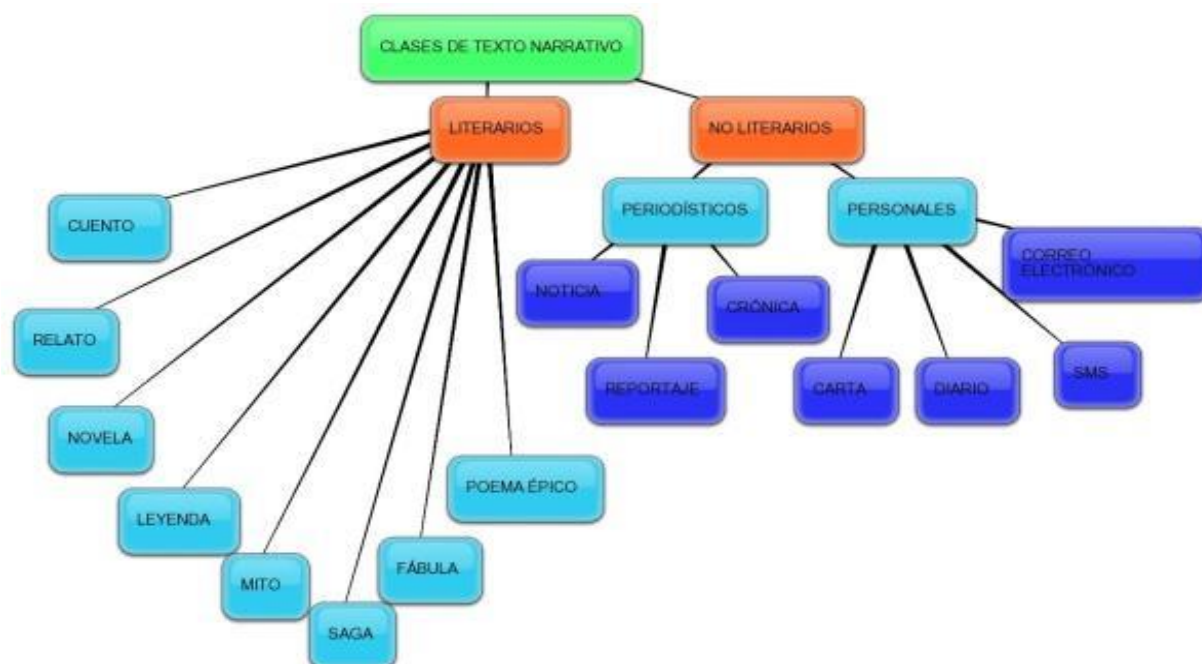 CLASES DE TEXTO NARRATIVO
LITERARIOS
NO LITERARIOS
CUENTO
RELATO
NOVELA
LEYENDA
MITO
SAGA
FÁBULA
POEMA ÉPICO
PERIODÍSTICOS
NOTICIA
REPORTAJE
CRÓNICA
PERSONALES
CARTA
DIARIO
SMS
CORREO
ELECTRÓNICO